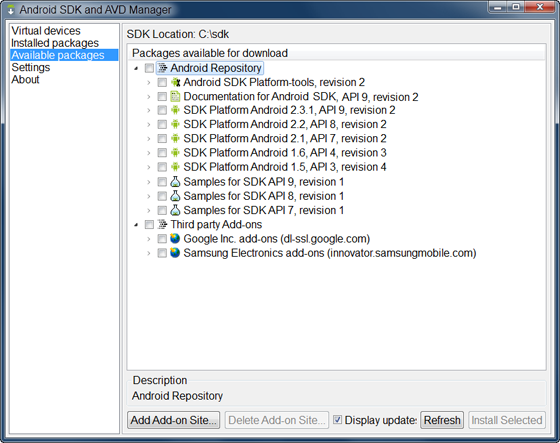 Android SDK and AVD Manager
Virtual devices
Installed packages
Available packages
Settings
About
SDK Location: C:\sdk
Packages available for download
Android Repository
Android SDK Platform-tools, revision 2
Documentation for Android SDK, API 9, revision 2
SDK Platform Android 2.3.1, API 9, revision 2
SDK Platform Android 2.2, API 8, revision 2
SDK Platform Android 2.1, API 7, revision 2
SDK Platform Android 1.6, API 4, revision 3
SDK Platform Android 1.5, API 3, revision 4
Samples for SDK API 9, revision 1
Samples for SDK API 8, revision 1
Samples for SDK API 7, revision 1
Third party Add-ons
Google Inc. add-ons (dl-ssl.google.com)
Samsung Electronics add-ons (innovator.samsungmobile.com)
Description
Android Repository
Add Add-on Site... Delete Add-on Site... Display update: Refresh Install Selected